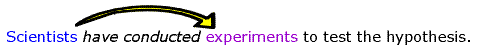 Scientists have conducted experiments to test the hypothesis.